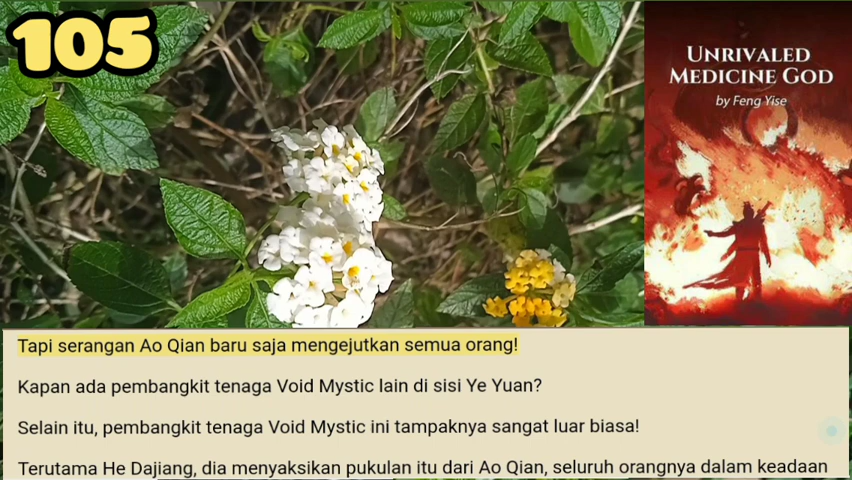 105
UNRIVALED
MEDICINE GOD
by Feng Yise
Tapi serangan Ao Qian baru saja mengejutkan semua orang!
Kapan ada pembangkit tenaga Void Mystic lain di sisi Ye Yuan?
Selain itu, pembangkit tenaga Void Mystic ini tampaknya sangat luar biasa!
Terutama He Dajiang, dia menyaksikan pukulan itu dari Ao Qian, seluruh orangnya dalam keadaan